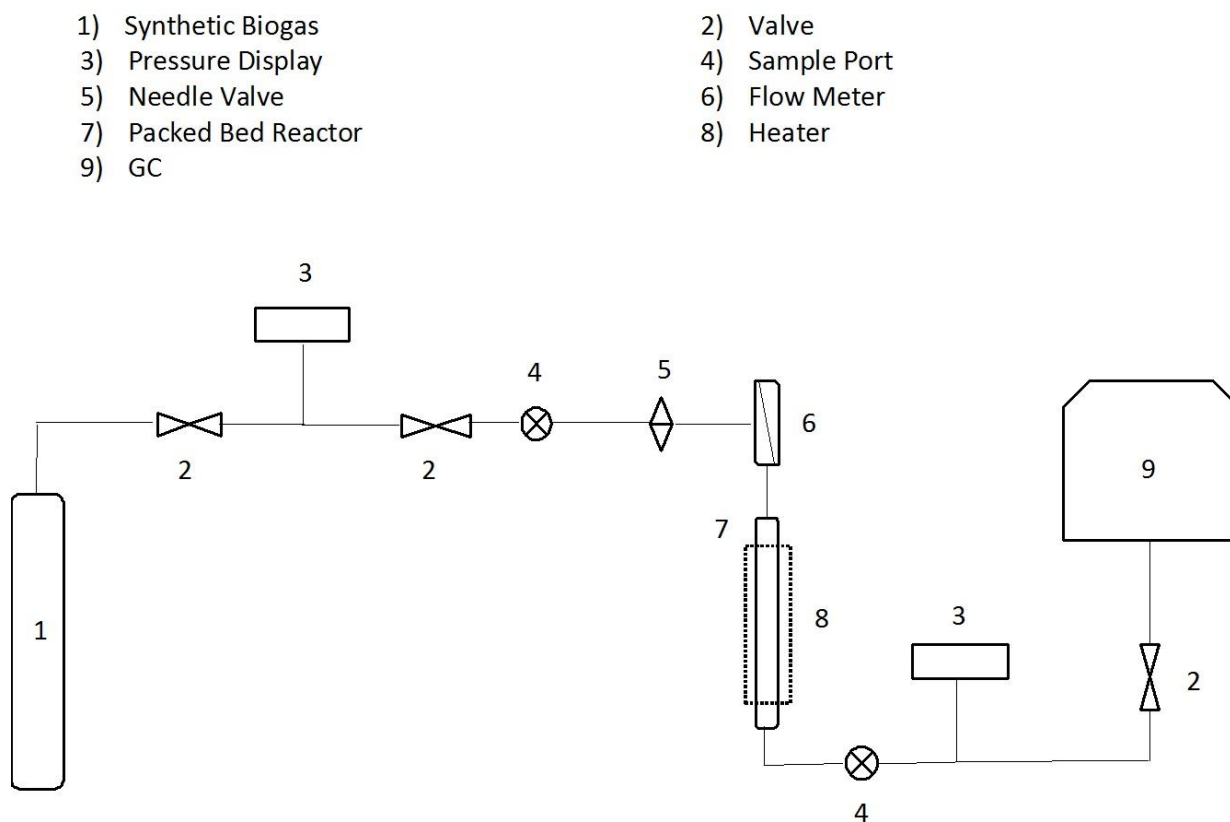 1) Synthetic Biogas
2) Valve
3) Pressure Display
4) Sample Port
5) Needle Valve
6) Flow Meter
7) Packed Bed Reactor
8) Heater
9) GC
3
4
5
6
2
2
9
7
1
8
3
2
4